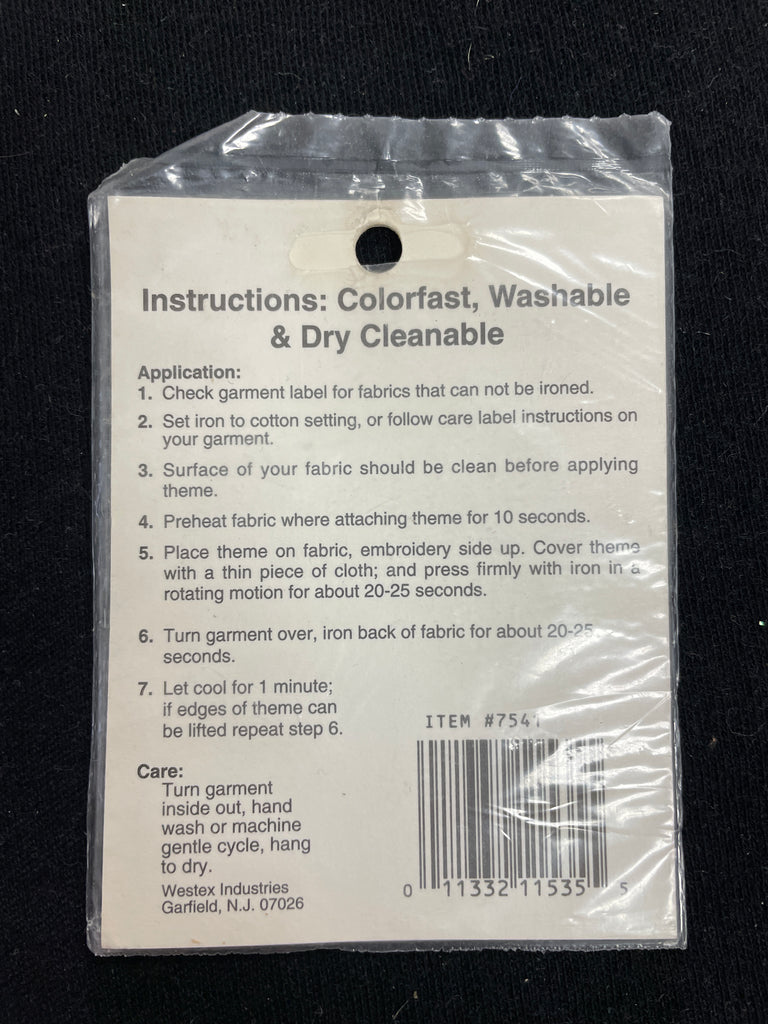 Instructions: Colorfast, Washable
& Dry Cleanable
Application:
1. Check garment label for fabrics that can not be ironed.
2. Set iron to cotton setting, or follow care label instructions on
your garment.
3. Surface of your fabric should be clean before applying
theme.
4. Preheat fabric where attaching theme for 10 seconds.
5. Place theme on fabric, embroidery side up. Cover theme
with a thin piece of cloth; and press firmly with iron in a
rotating motion for about 20-25 seconds.
6. Turn garment over, iron back of fabric for about 20-25
seconds.
7. Let cool for 1 minute;
if edges of theme can
be lifted repeat step 6.
ITEM #7541
Care:
Turn garment
inside out, hand
wash or machine
gentle cycle, hang
to dry.
Westex Industries
Garfield, N.J. 07026
0 11332 11535 5